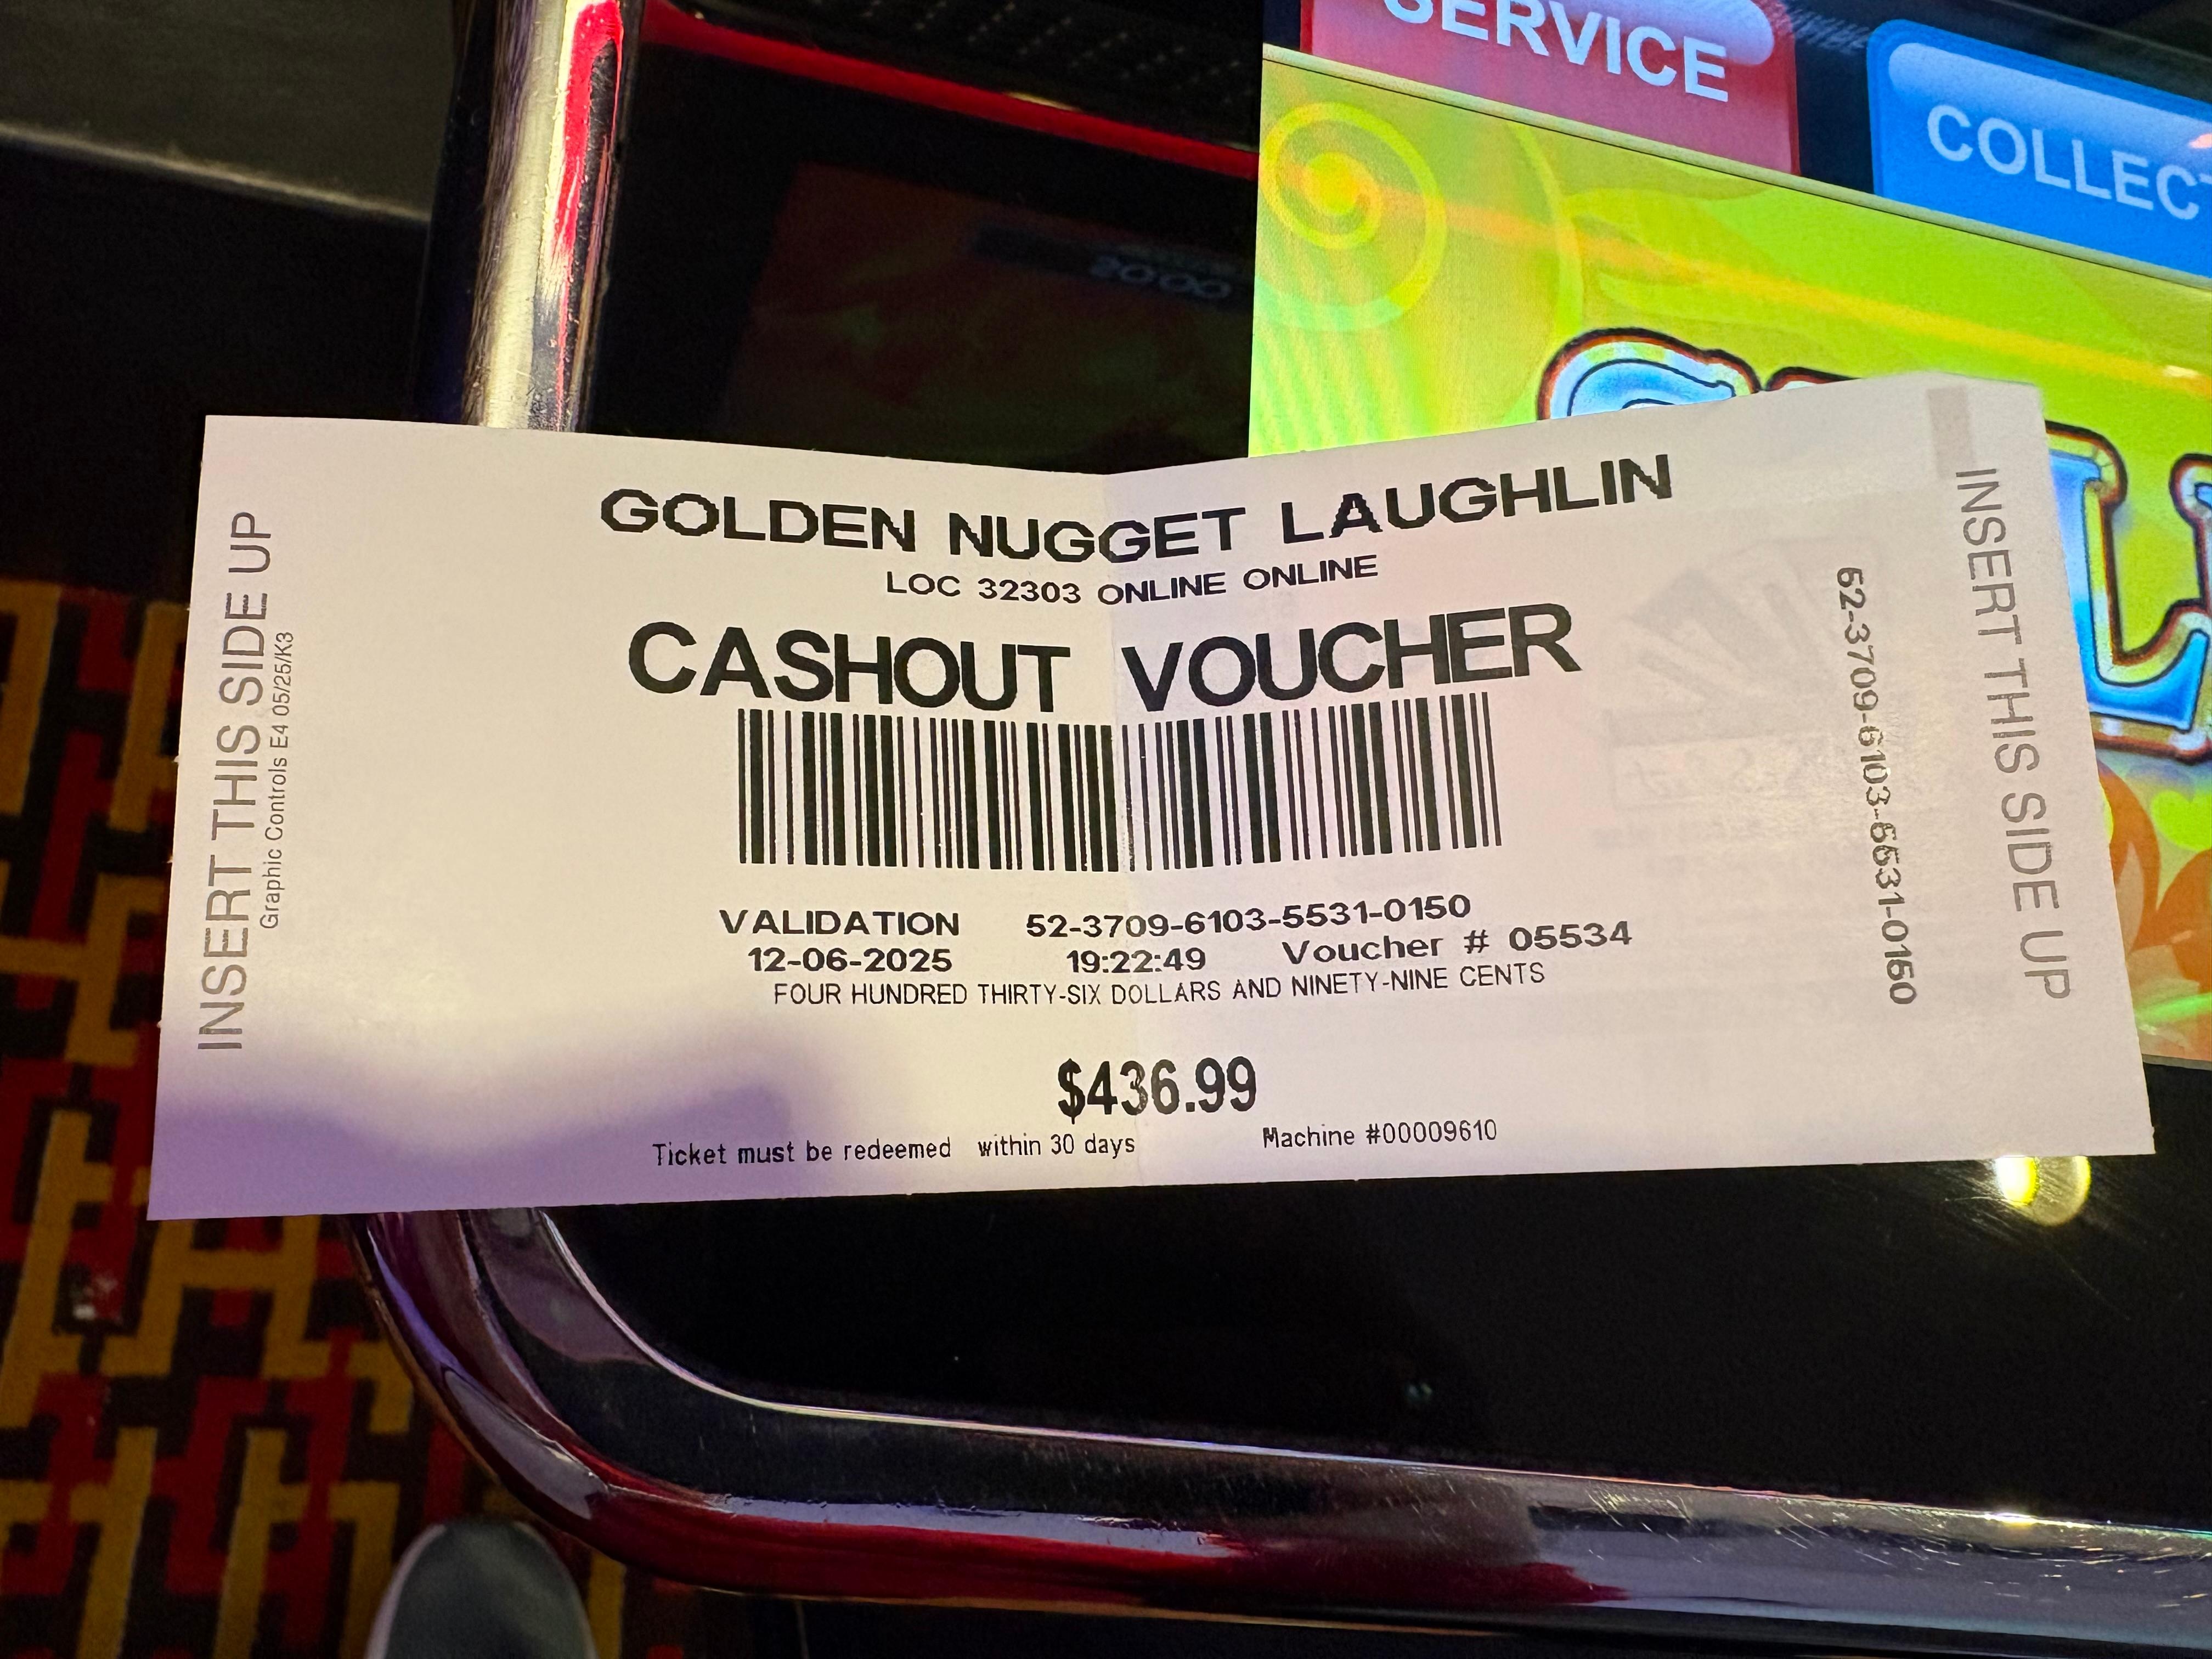 SERVICE
COLLECT
GOLDEN NUGGET LAUGHLIN
LOC 32303 ONLINE ONLINE
CASHOUT VOUCHER
VALIDATION 52-3709-6103-5531-0150
12-06-2025 19:22:49 Voucher # 05534
FOUR HUNDRED THIRTY-SIX DOLLARS AND NINETY-NINE CENTS
$436.99
Ticket must be redeemed within 30 days Machine #00009610
INSERT THIS SIDE UP
Graphic Controls E4 05/25/K3
52-3709-6103-5531-0150
INSERT THIS SIDE UP